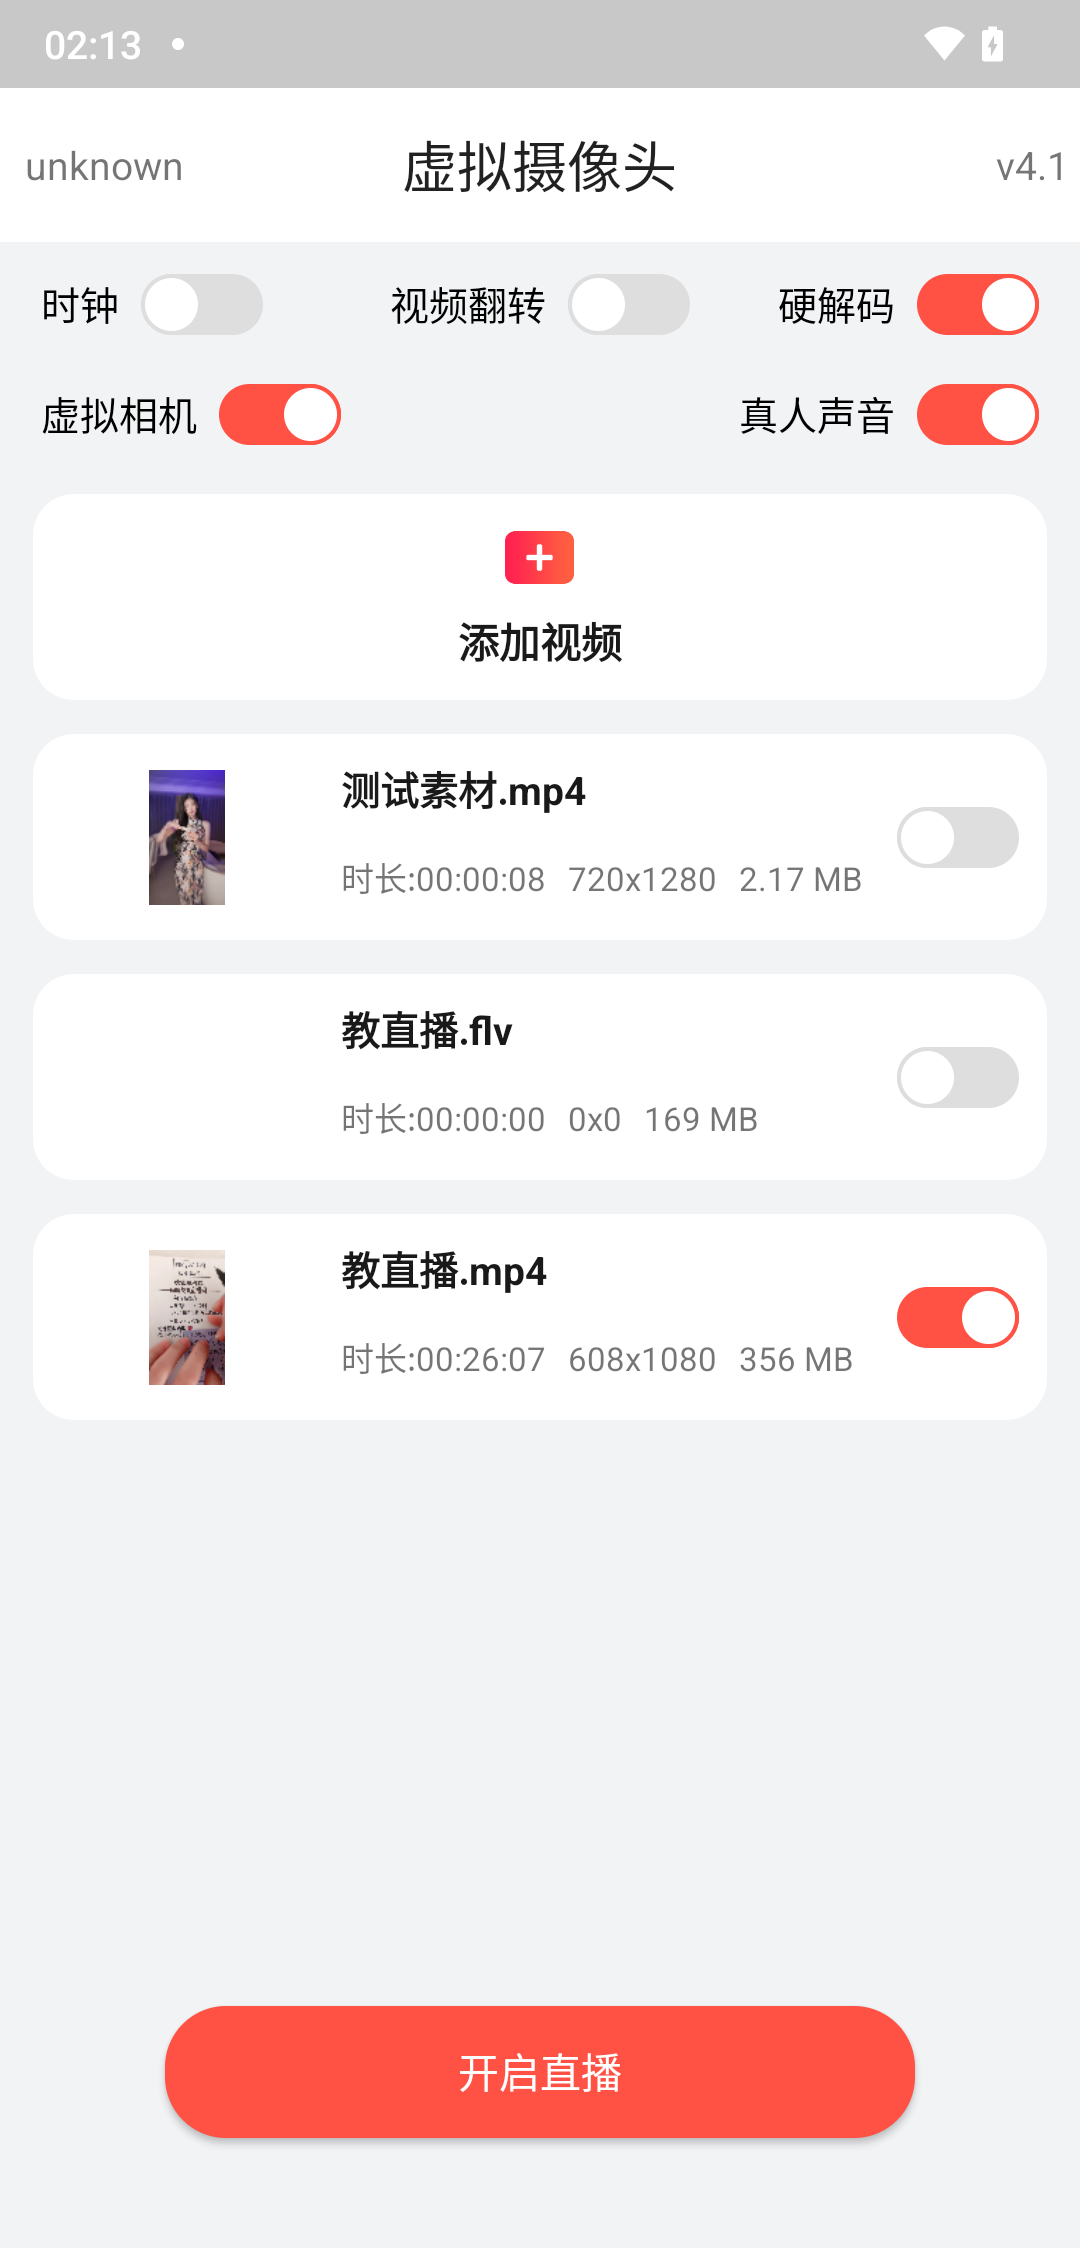 02:13
unknown 虚拟摄像头 v4.1
时钟 视频翻转 硬解码
虚拟相机 真人声音
添加视频
测试素材.mp4
时长:00:00:08 720x1280 2.17 MB
教直播.flv
时长:00:00:00 0x0 169 MB
教直播.mp4
时长:00:26:07 608x1080 356 MB
开启直播